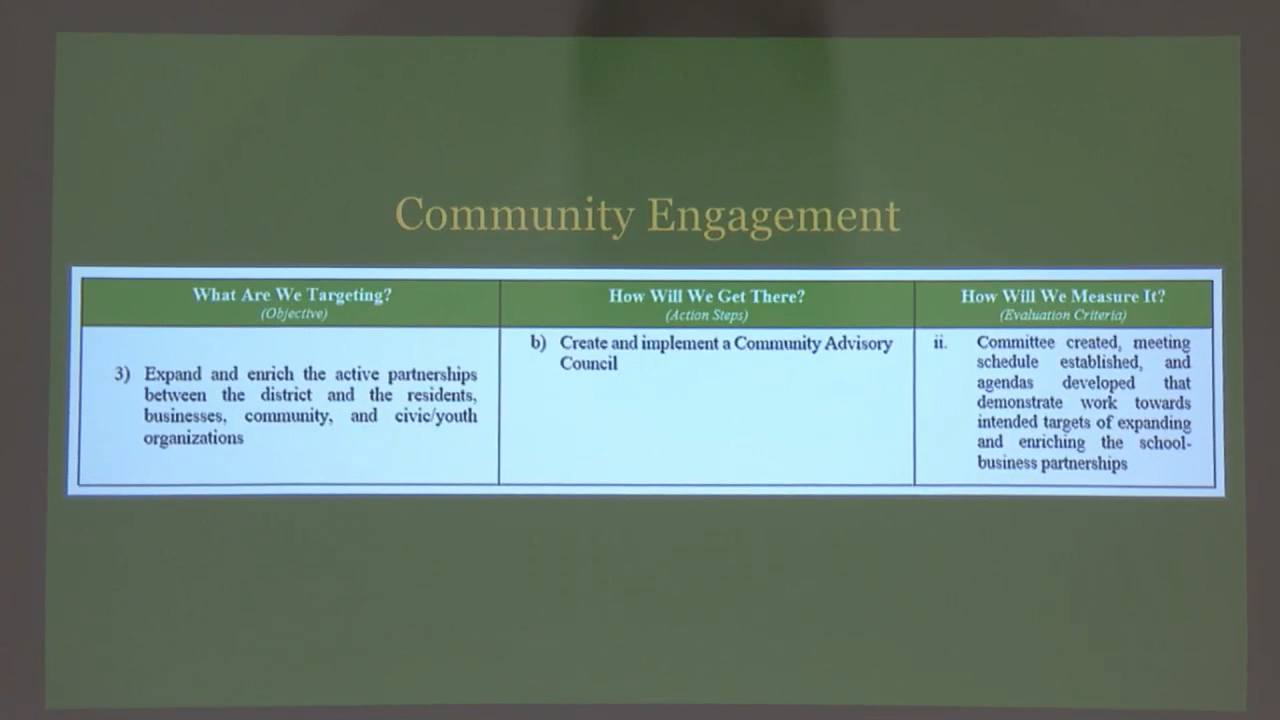 Community Engagement
What Are We Targeting?
(Objective)
How Will We Get There?
(Action Steps)
How Will We Measure It?
(Evaluation Criteria)
3) Expand and enrich the active partnerships
between the district and the residents,
businesses, community, and civic/youth
organizations
b) Create and implement a Community Advisory
Council
ii. Committee created, meeting
schedule established, and
agendas developed that
demonstrate work towards
intended targets of expanding
and enriching the school-
business partnerships